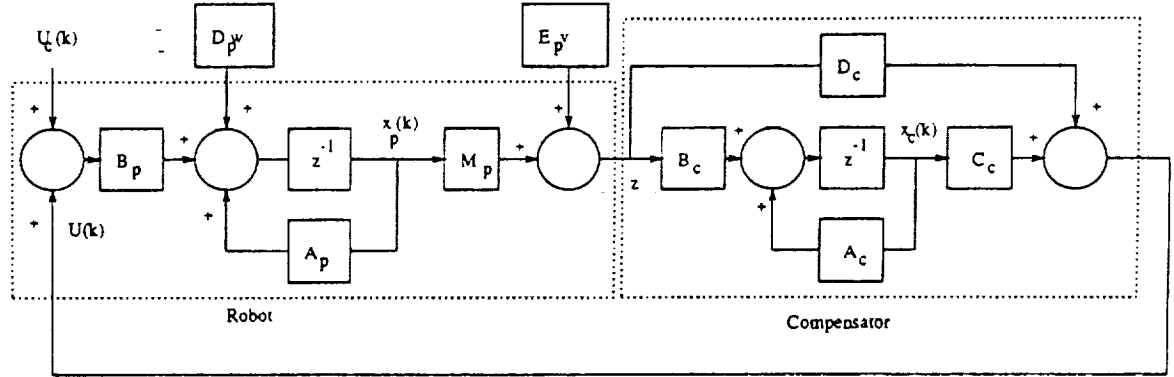 U_c(k)
D_p w
E_p v
D_c
+
+
+
+
+
B_p
+
z^-1
x_p(k)
M_p
+
z
B_c
+
z^-1
x_c(k)
C_c
+
+
U(k)
+
A_p
+
A_c
Robot
Compensator